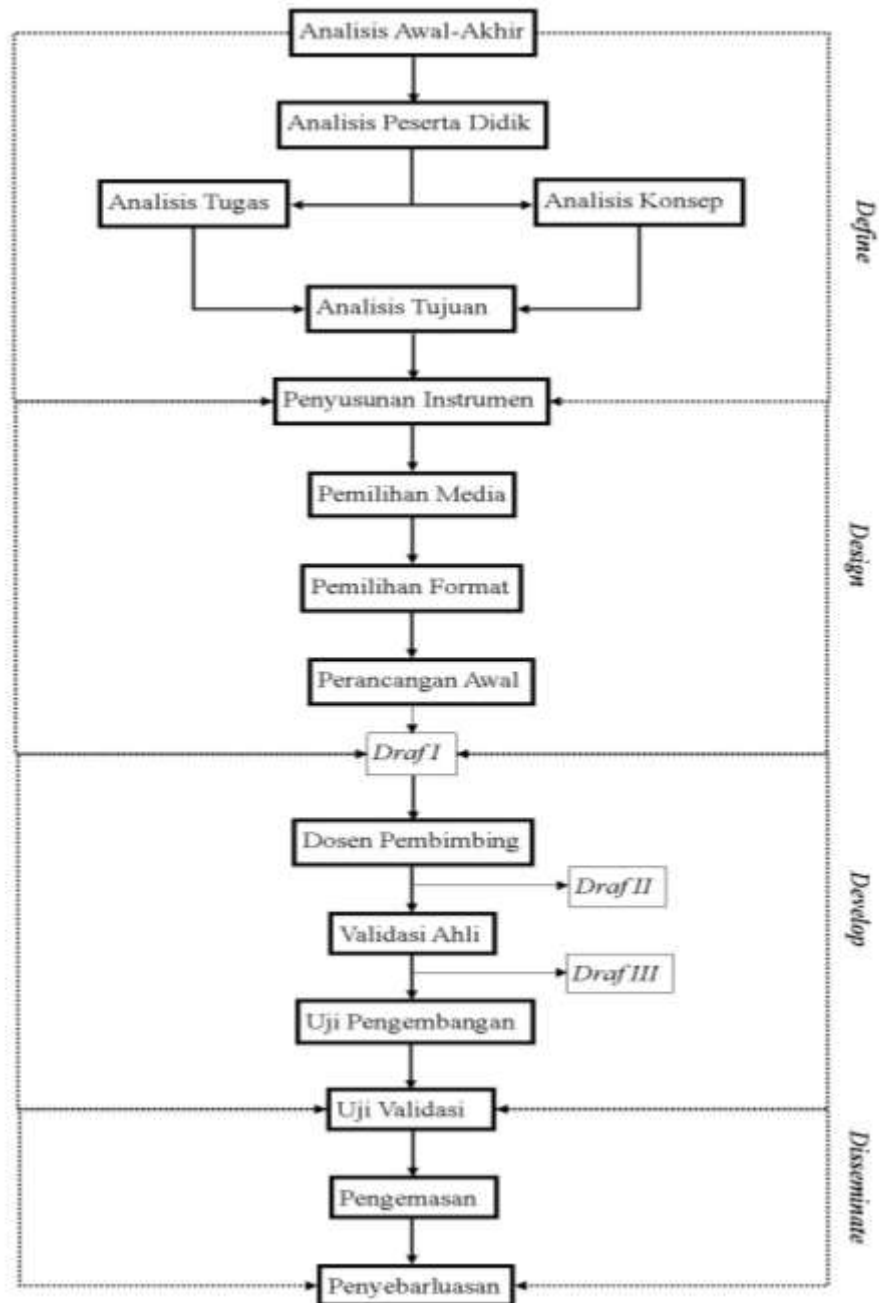 Analisis Awal-Akhir
Analisis Peserta Didik
Analisis Tugas
Analisis Konsep
Analisis Tujuan
Define
Penyusunan Instrumen
Pemilihan Media
Pemilihan Format
Perancangan Awal
Draf I
Design
Dosen Pembimbing
Draf II
Validasi Ahli
Draf III
Uji Pengembangan
Develop
Uji Validasi
Pengemasan
Penyebarluasan
Disseminate